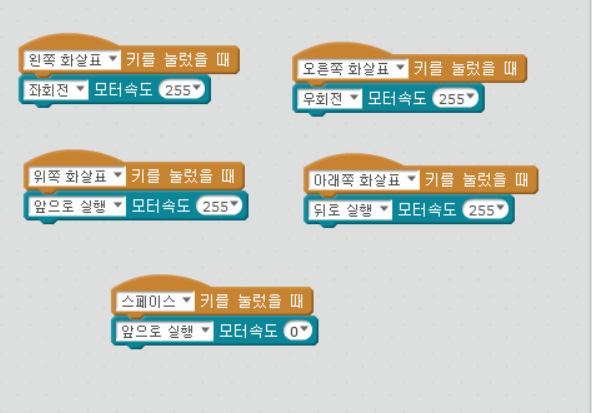 왼쪽 화살표 키를 눌렀을 때
좌회전 모터속도 255
오른쪽 화살표 키를 눌렀을 때
우회전 모터속도 255
위쪽 화살표 키를 눌렀을 때
앞으로 실행 모터속도 255
아래쪽 화살표 키를 눌렀을 때
뒤로 실행 모터속도 255
스페이스 키를 눌렀을 때
앞으로 실행 모터속도 0